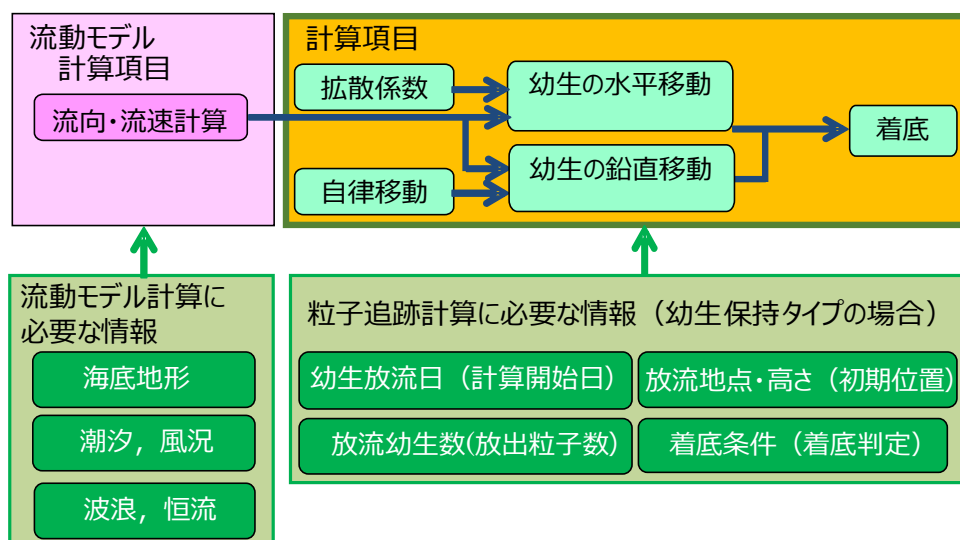 流動モデル
計算項目
流向・流速計算
計算項目
拡散係数
幼生の水平移動
着底
幼生の鉛直移動
自律移動
流動モデル計算に
必要な情報
海底地形
潮汐，風況
波浪，恒流
粒子追跡計算に必要な情報（幼生保持タイプの場合）
幼生放流日（計算開始日）
放流地点・高さ（初期位置）
放流幼生数(放出粒子数)
着底条件（着底判定）